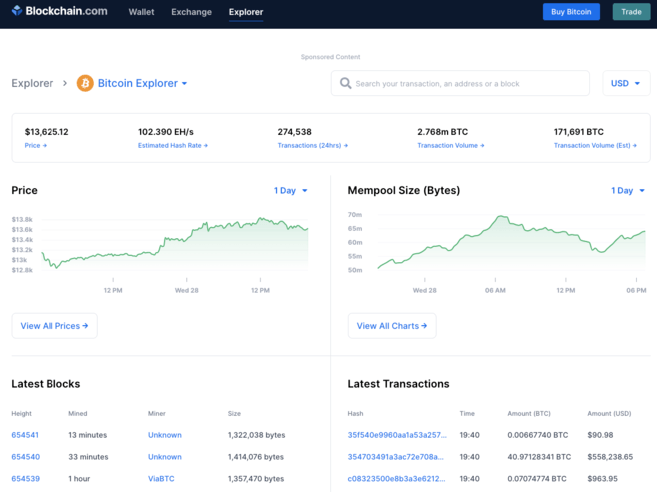 Blockchain.com Wallet Exchange Explorer Buy Bitcoin Trade
Sponsored Content
Explorer > Bitcoin Explorer Search your transaction, an address or a block USD
$13,625.12 102.390 EH/s 274,538 2.768m BTC 171,691 BTC
Price → Estimated Hash Rate → Transactions (24hrs) → Transaction Volume → Transaction Volume (Est) →
Price 1 Day
$13.8k
$13.6k
$13.4k
$13.2k
$13k
$12.8k
12 PM Wed 28 12 PM
View All Prices →
Mempool Size (Bytes) 1 Day
70m
65m
60m
55m
50m
Wed 28 06 AM 12 PM 06 PM
View All Charts →
Latest Blocks
Height Mined Miner Size
654541 13 minutes Unknown 1,322,038 bytes
654540 33 minutes Unknown 1,414,076 bytes
654539 1 hour ViaBTC 1,357,470 bytes
Latest Transactions
Hash Time Amount (BTC) Amount (USD)
35f540e9960aa1a53a257... 19:40 0.00667740 BTC $90.98
354703491a3ac72e708a... 19:40 40.97128341 BTC $558,238.65
c08323500e8b3a3e6212... 19:40 0.07074774 BTC $963.95